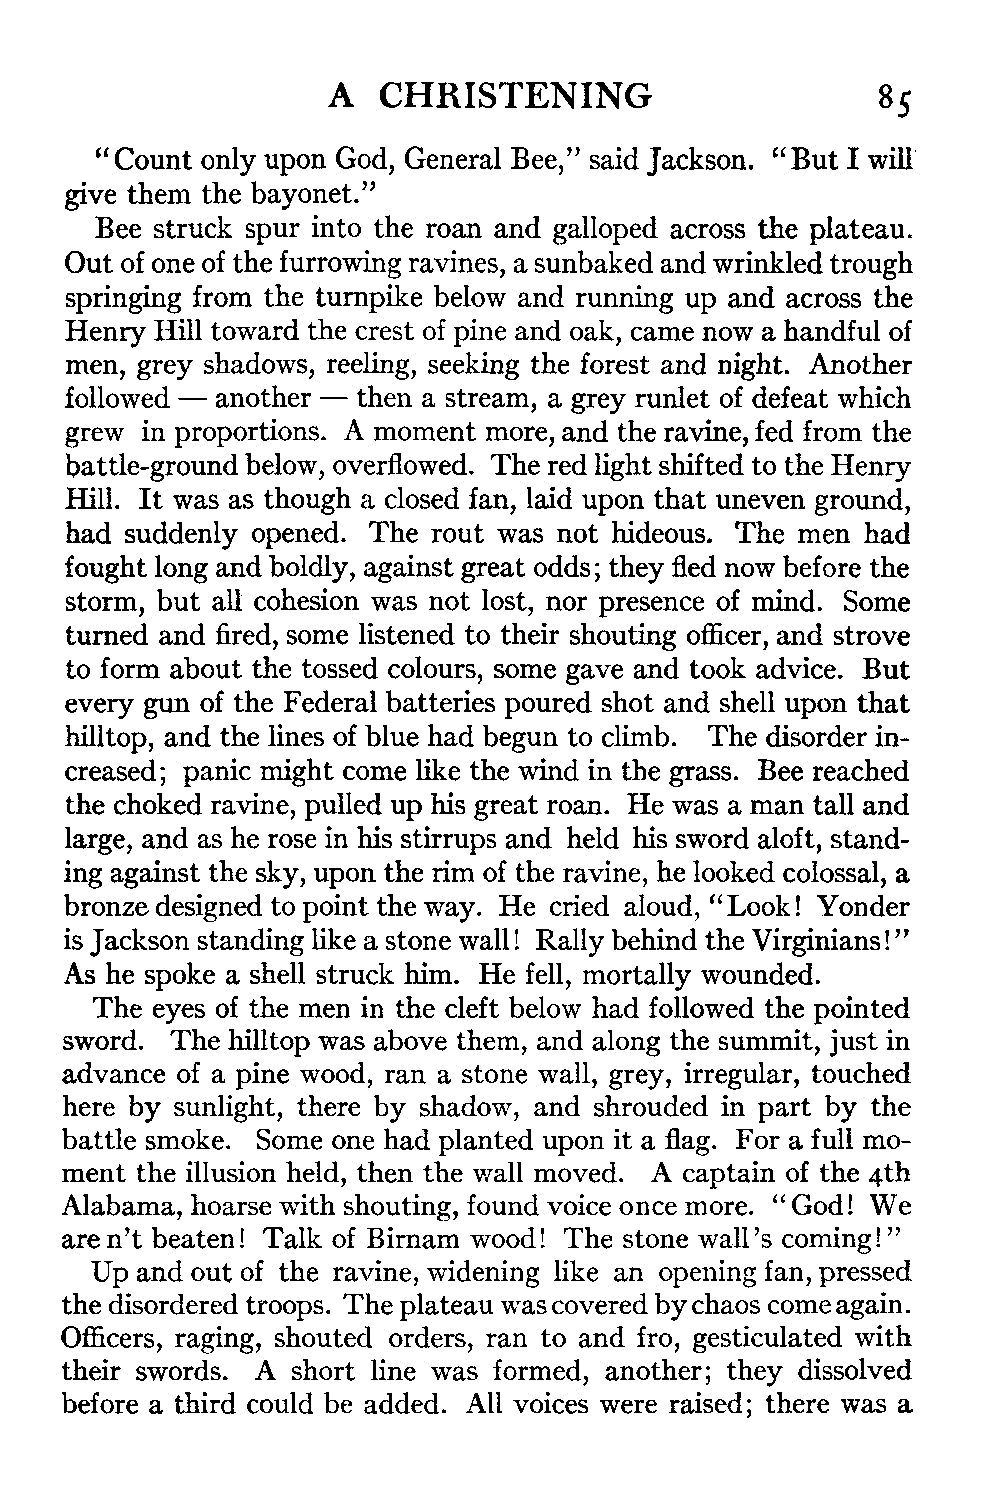 A CHRISTENING 85
“Count only upon God, General Bee,” said Jackson. “But I will
give them the bayonet.”
Bee struck spur into the roan and galloped across the plateau.
Out of one of the furrowing ravines, a sunbaked and wrinkled trough
springing from the turnpike below and running up and across the
Henry Hill toward the crest of pine and oak, came now a handful of
men, grey shadows, reeling, seeking the forest and night. Another
followed — another — then a stream, a grey runlet of defeat which
grew in proportions. A moment more, and the ravine, fed from the
battle-ground below, overflowed. The red light shifted to the Henry
Hill. It was as though a closed fan, laid upon that uneven ground,
had suddenly opened. The rout was not hideous. The men had
fought long and boldly, against great odds; they fled now before the
storm, but all cohesion was not lost, nor presence of mind. Some
turned and fired, some listened to their shouting officer, and strove
to form about the tossed colours, some gave and took advice. But
every gun of the Federal batteries poured shot and shell upon that
hilltop, and the lines of blue had begun to climb. The disorder in-
creased; panic might come like the wind in the grass. Bee reached
the choked ravine, pulled up his great roan. He was a man tall and
large, and as he rose in his stirrups and held his sword aloft, stand-
ing against the sky, upon the rim of the ravine, he looked colossal, a
bronze designed to point the way. He cried aloud, “Look! Yonder
is Jackson standing like a stone wall! Rally behind the Virginians!”
As he spoke a shell struck him. He fell, mortally wounded.
The eyes of the men in the cleft below had followed the pointed
sword. The hilltop was above them, and along the summit, just in
advance of a pine wood, ran a stone wall, grey, irregular, touched
here by sunlight, there by shadow, and shrouded in part by the
battle smoke. Some one had planted upon it a flag. For a full mo-
ment the illusion held, then the wall moved. A captain of the 4th
Alabama, hoarse with shouting, found voice once more. “God! We
are n’t beaten! Talk of Birnam wood! The stone wall’s coming!”
Up and out of the ravine, widening like an opening fan, pressed
the disordered troops. The plateau was covered by chaos come again.
Officers, raging, shouted orders, ran to and fro, gesticulated with
their swords. A short line was formed, another; they dissolved
before a third could be added. All voices were raised; there was a